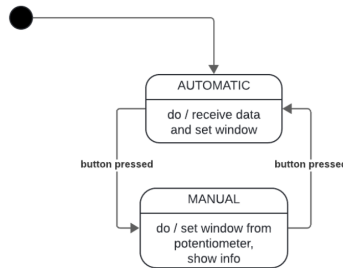 AUTOMATIC
do / receive data
and set window
button pressed
button pressed
MANUAL
do / set window from
potentiometer,
show info